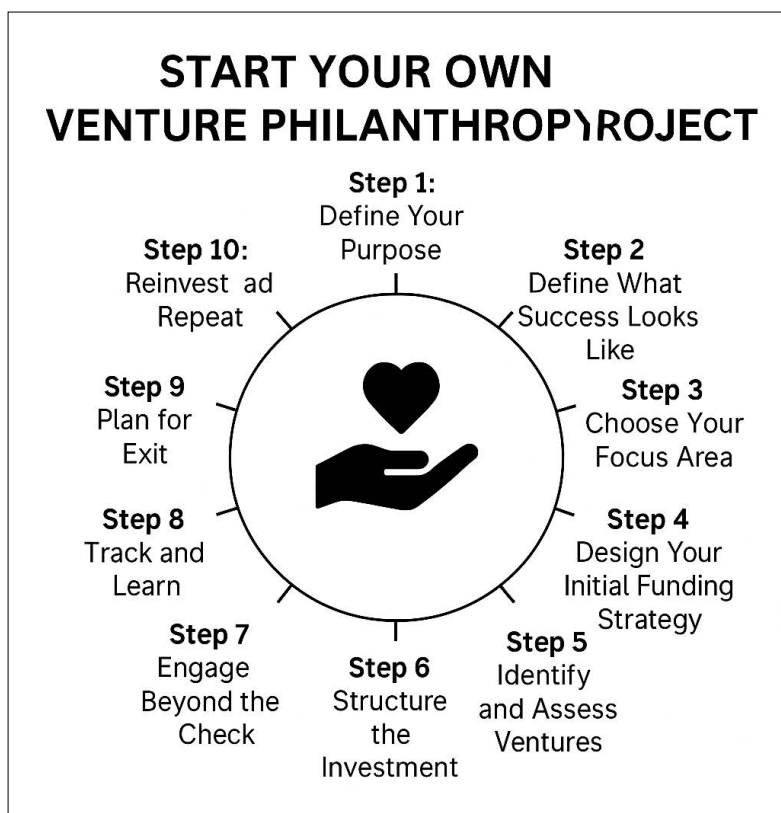 START YOUR OWN
VENTURE PHILANTHROPYROJECT
Step 1:
Define Your
Purpose
Step 2
Define What
Success Looks
Like
Step 3
Choose Your
Focus Area
Step 4
Design Your
Initial Funding
Strategy
Step 5
Identify
and Assess
Ventures
Step 6
Structure
the
Investment
Step 7
Engage
Beyond the
Check
Step 8
Track and
Learn
Step 9
Plan for
Exit
Step 10:
Reinvest ad
Repeat